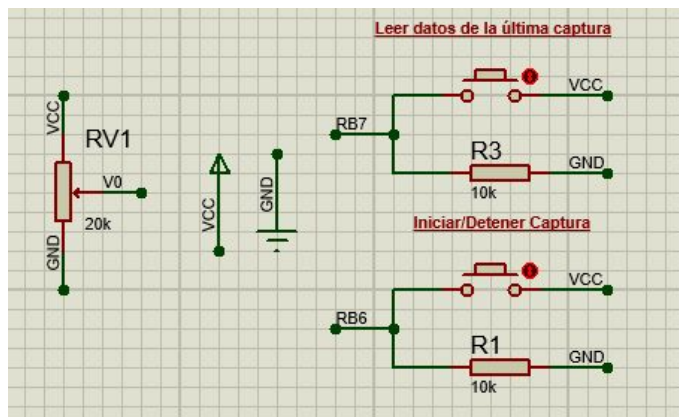 Leer datos de la última captura
VCC
RV1
V0
20k
GND
VCC
GND
RB7
VCC
R3
GND
10k
Iniciar/Detener Captura
RB6
VCC
R1
GND
10k